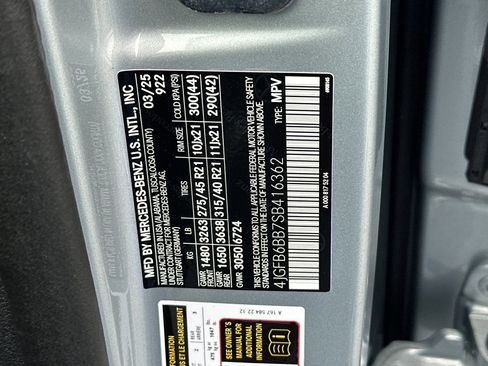 MFD BY MERCEDES-BENZ U.S. INTL., INC
MANUFACTURED IN USA (ALABAMA, TUSCALOOSA COUNTY)
UNDER CONTRACT FOR MERCEDES-BENZ AG,
STUTTGART (GERMANY)
03/25
922
KG LB TIRES RIM SIZE COLD KPA(PSI)
GAWR FRONT 1480 3263 275/45 R21 10JX21 300(44)
GAWR REAR 1650 3638 315/40 R21 11JX21 290(42)
GVWR 3050 6724
THIS VEHICLE CONFORMS TO ALL APPLICABLE FEDERAL MOTOR VEHICLE SAFETY
STANDARDS IN EFFECT ON THE DATE OF MANUFACTURE SHOWN ABOVE.
4JGFB6BB7SB416362
TYPE: MPV
A 000 817 52 04
A 167 584 22 12
SEE OWNER'S
MANUAL FOR
ADDITIONAL
INFORMATION